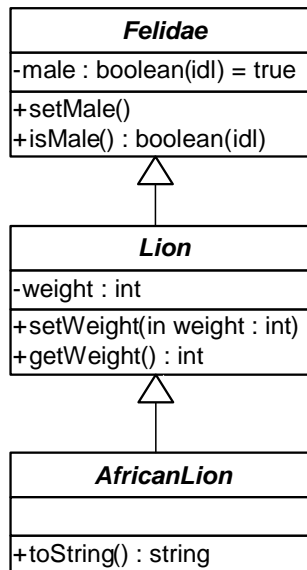 Felidae
-male : boolean(idl) = true
+setMale()
+isMale() : boolean(idl)
Lion
-weight : int
+setWeight(in weight : int)
+getWeight() : int
AfricanLion
+toString() : string